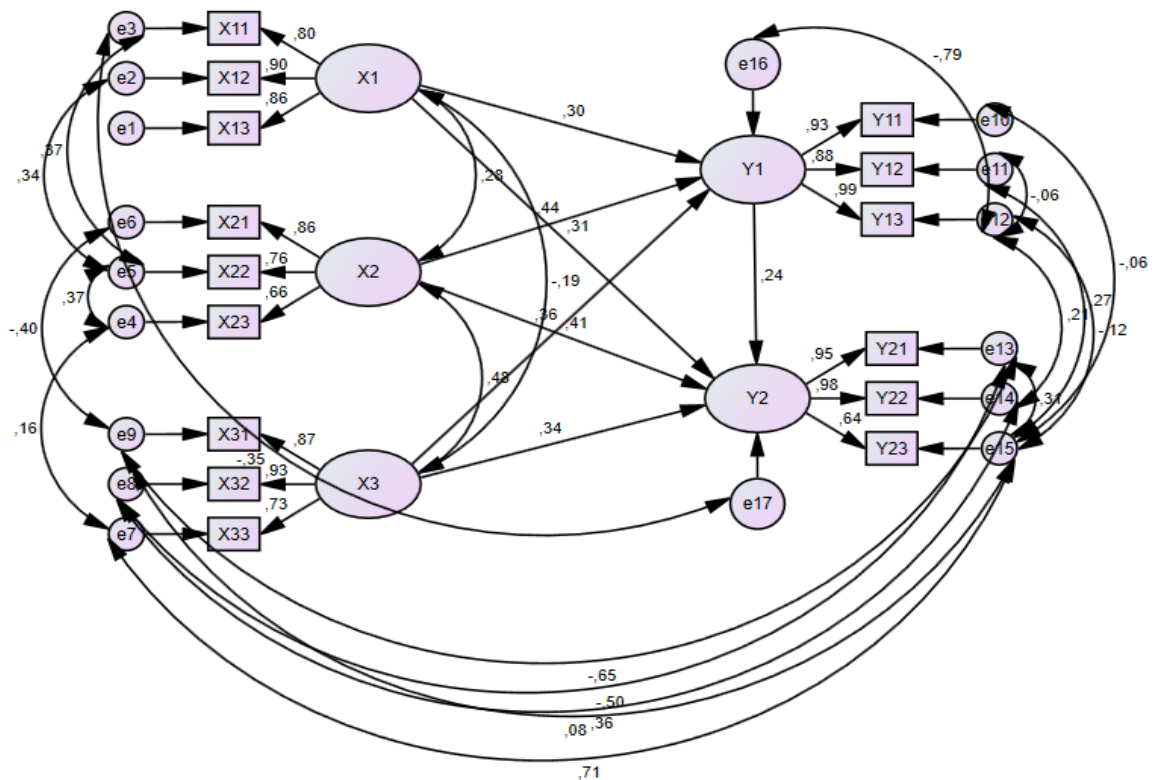 e3 X11 ,80
e2 X12 ,90 X1
e1 X13 ,86
,37
,34
e6 X21 ,86
e5 X22 ,76 X2
e4 X23 ,66
,37
-,40
,16
e9 X31 ,87
-,35
e8 X32 ,93 X3
e7 X33 ,73
,28
-,19
,48
,30
,44
,31
,36
,41
,34
,24
e16
-,79
Y1
,93 Y11 e10
,88 Y12 e11
,99 Y13 e12
-,06
-,06
,27
,21
-,12
Y2
,95 Y21 e13
,98 Y22 e14
,64 Y23 e15
,31
e17
-,65
-,50
,08 ,36
,71